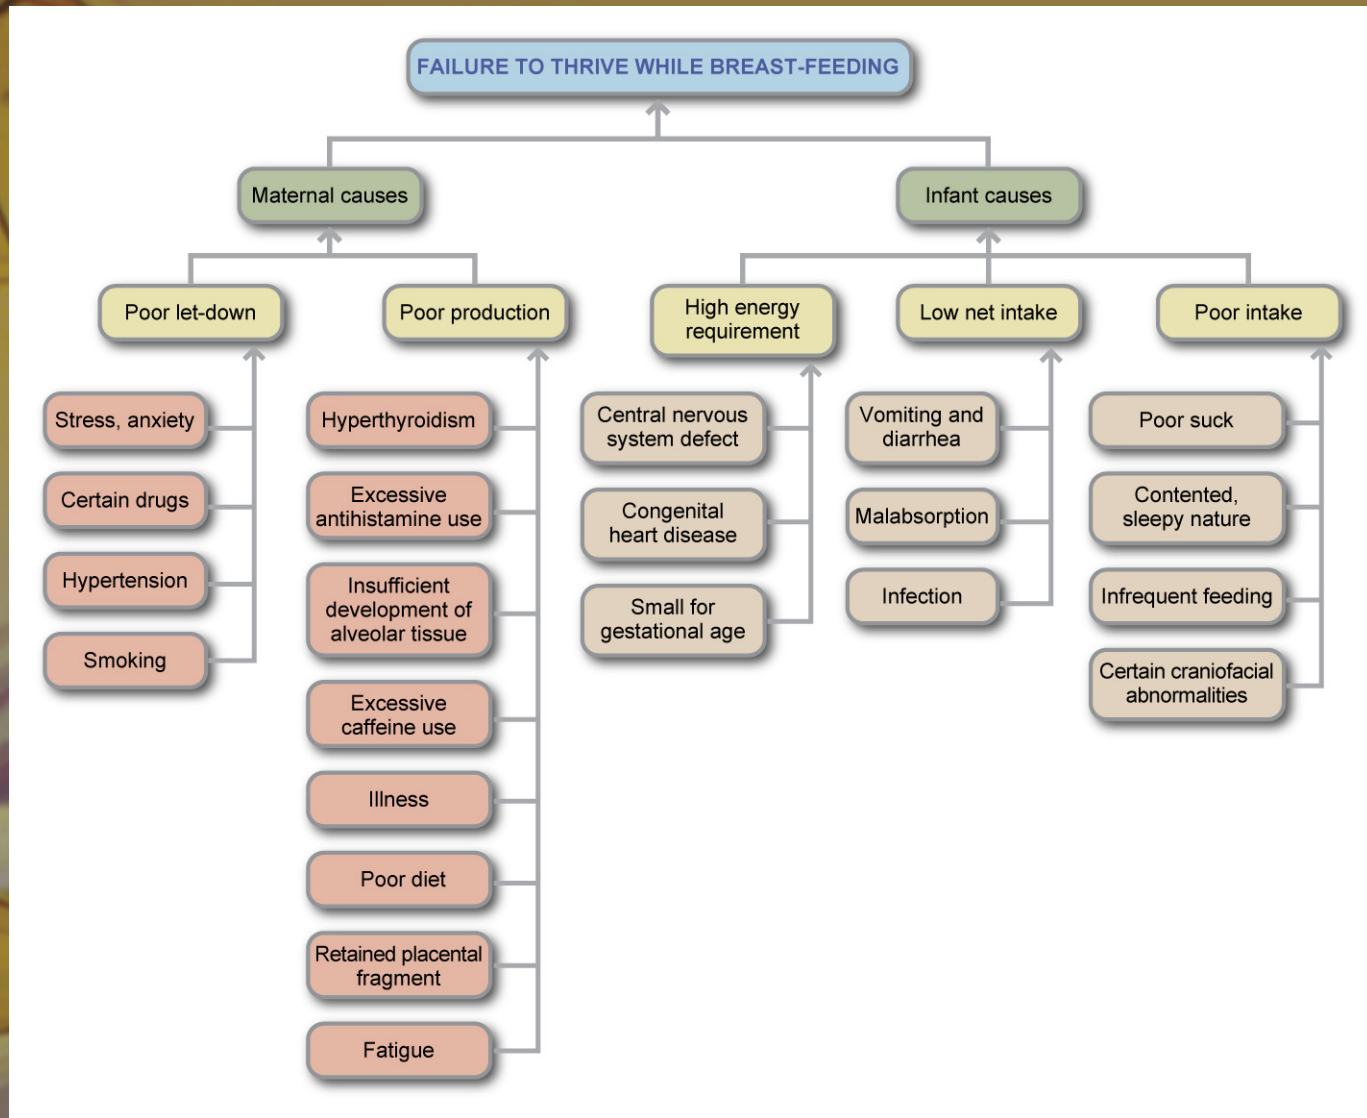 FAILURE TO THRIVE WHILE BREAST-FEEDING
Maternal causes
Infant causes
Poor let-down
Poor production
High energy
requirement
Low net intake
Poor intake
Stress, anxiety
Certain drugs
Hypertension
Smoking
Hyperthyroidism
Excessive
antihistamine use
Insufficient
development of
alveolar tissue
Excessive
caffeine use
Illness
Poor diet
Retained placental
fragment
Fatigue
Central nervous
system defect
Congenital
heart disease
Small for
gestational age
Vomiting and
diarrhea
Malabsorption
Infection
Poor suck
Contented,
sleepy nature
Infrequent feeding
Certain craniofacial
abnormalities